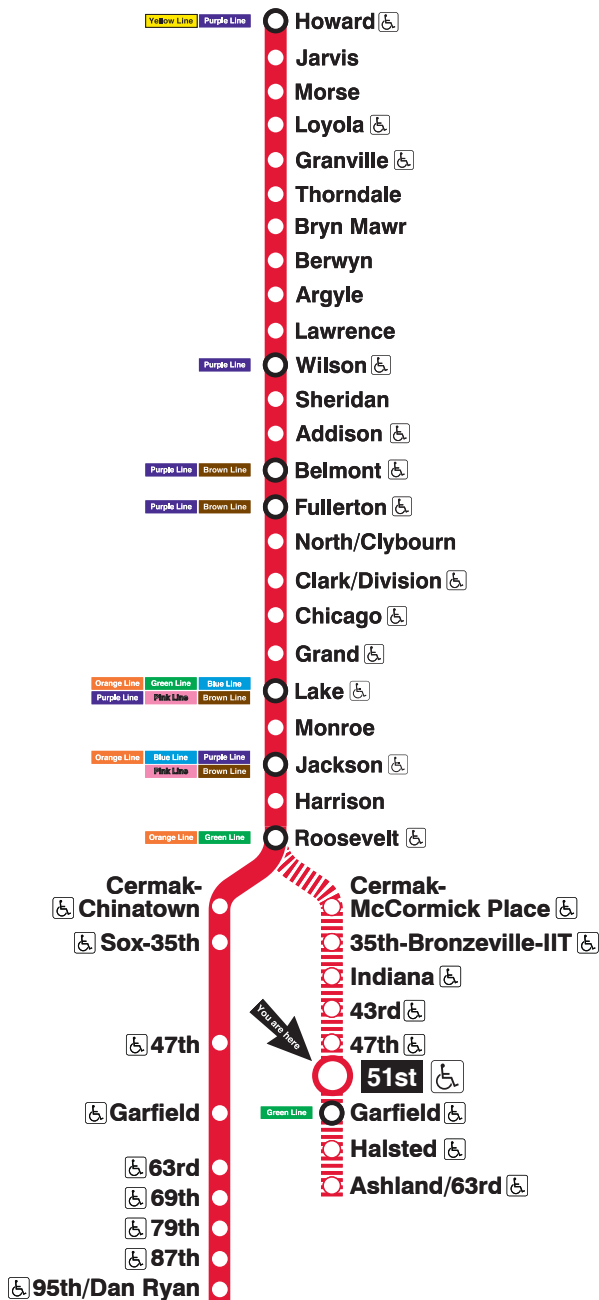 Yellow Line Purple Line Howard
Jarvis
Morse
Loyola
Granville
Thorndale
Bryn Mawr
Berwyn
Argyle
Lawrence
Purple Line Wilson
Sheridan
Addison
Purple Line Brown Line Belmont
Purple Line Brown Line Fullerton
North/Clybourn
Clark/Division
Chicago
Grand
Orange Line Green Line Blue Line
Purple Line Pink Line Brown Line
Lake
Monroe
Orange Line Blue Line Purple Line
Pink Line Brown Line
Jackson
Harrison
Orange Line Green Line Roosevelt
Cermak-
Chinatown
Sox-35th
47th
Garfield
63rd
69th
79th
87th
95th/Dan Ryan
Cermak-
McCormick Place
35th-Bronzeville-IIT
Indiana
43rd
47th
You are here
51st
Green Line Garfield
Halsted
Ashland/63rd